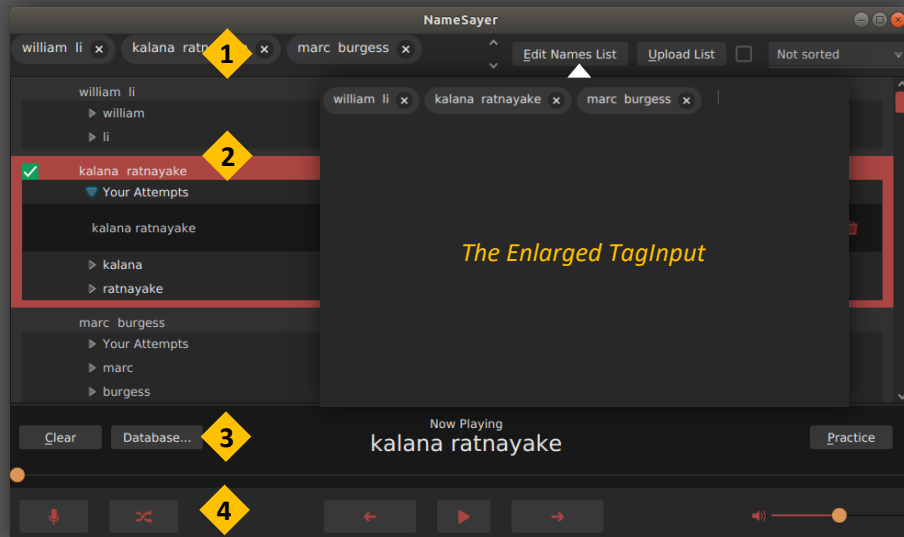 NameSayer
william li kalana ratnayake marc burgess Edit Names List Upload List Not sorted
1
william li kalana ratnayake marc burgess
william li
william
li
2
kalana ratnayake
Your Attempts
kalana ratnayake
The Enlarged TagInput
kalana
ratnayake
marc burgess
Your Attempts
marc
burgess
Now Playing
Clear Database... 3 kalana ratnayake Practice
4